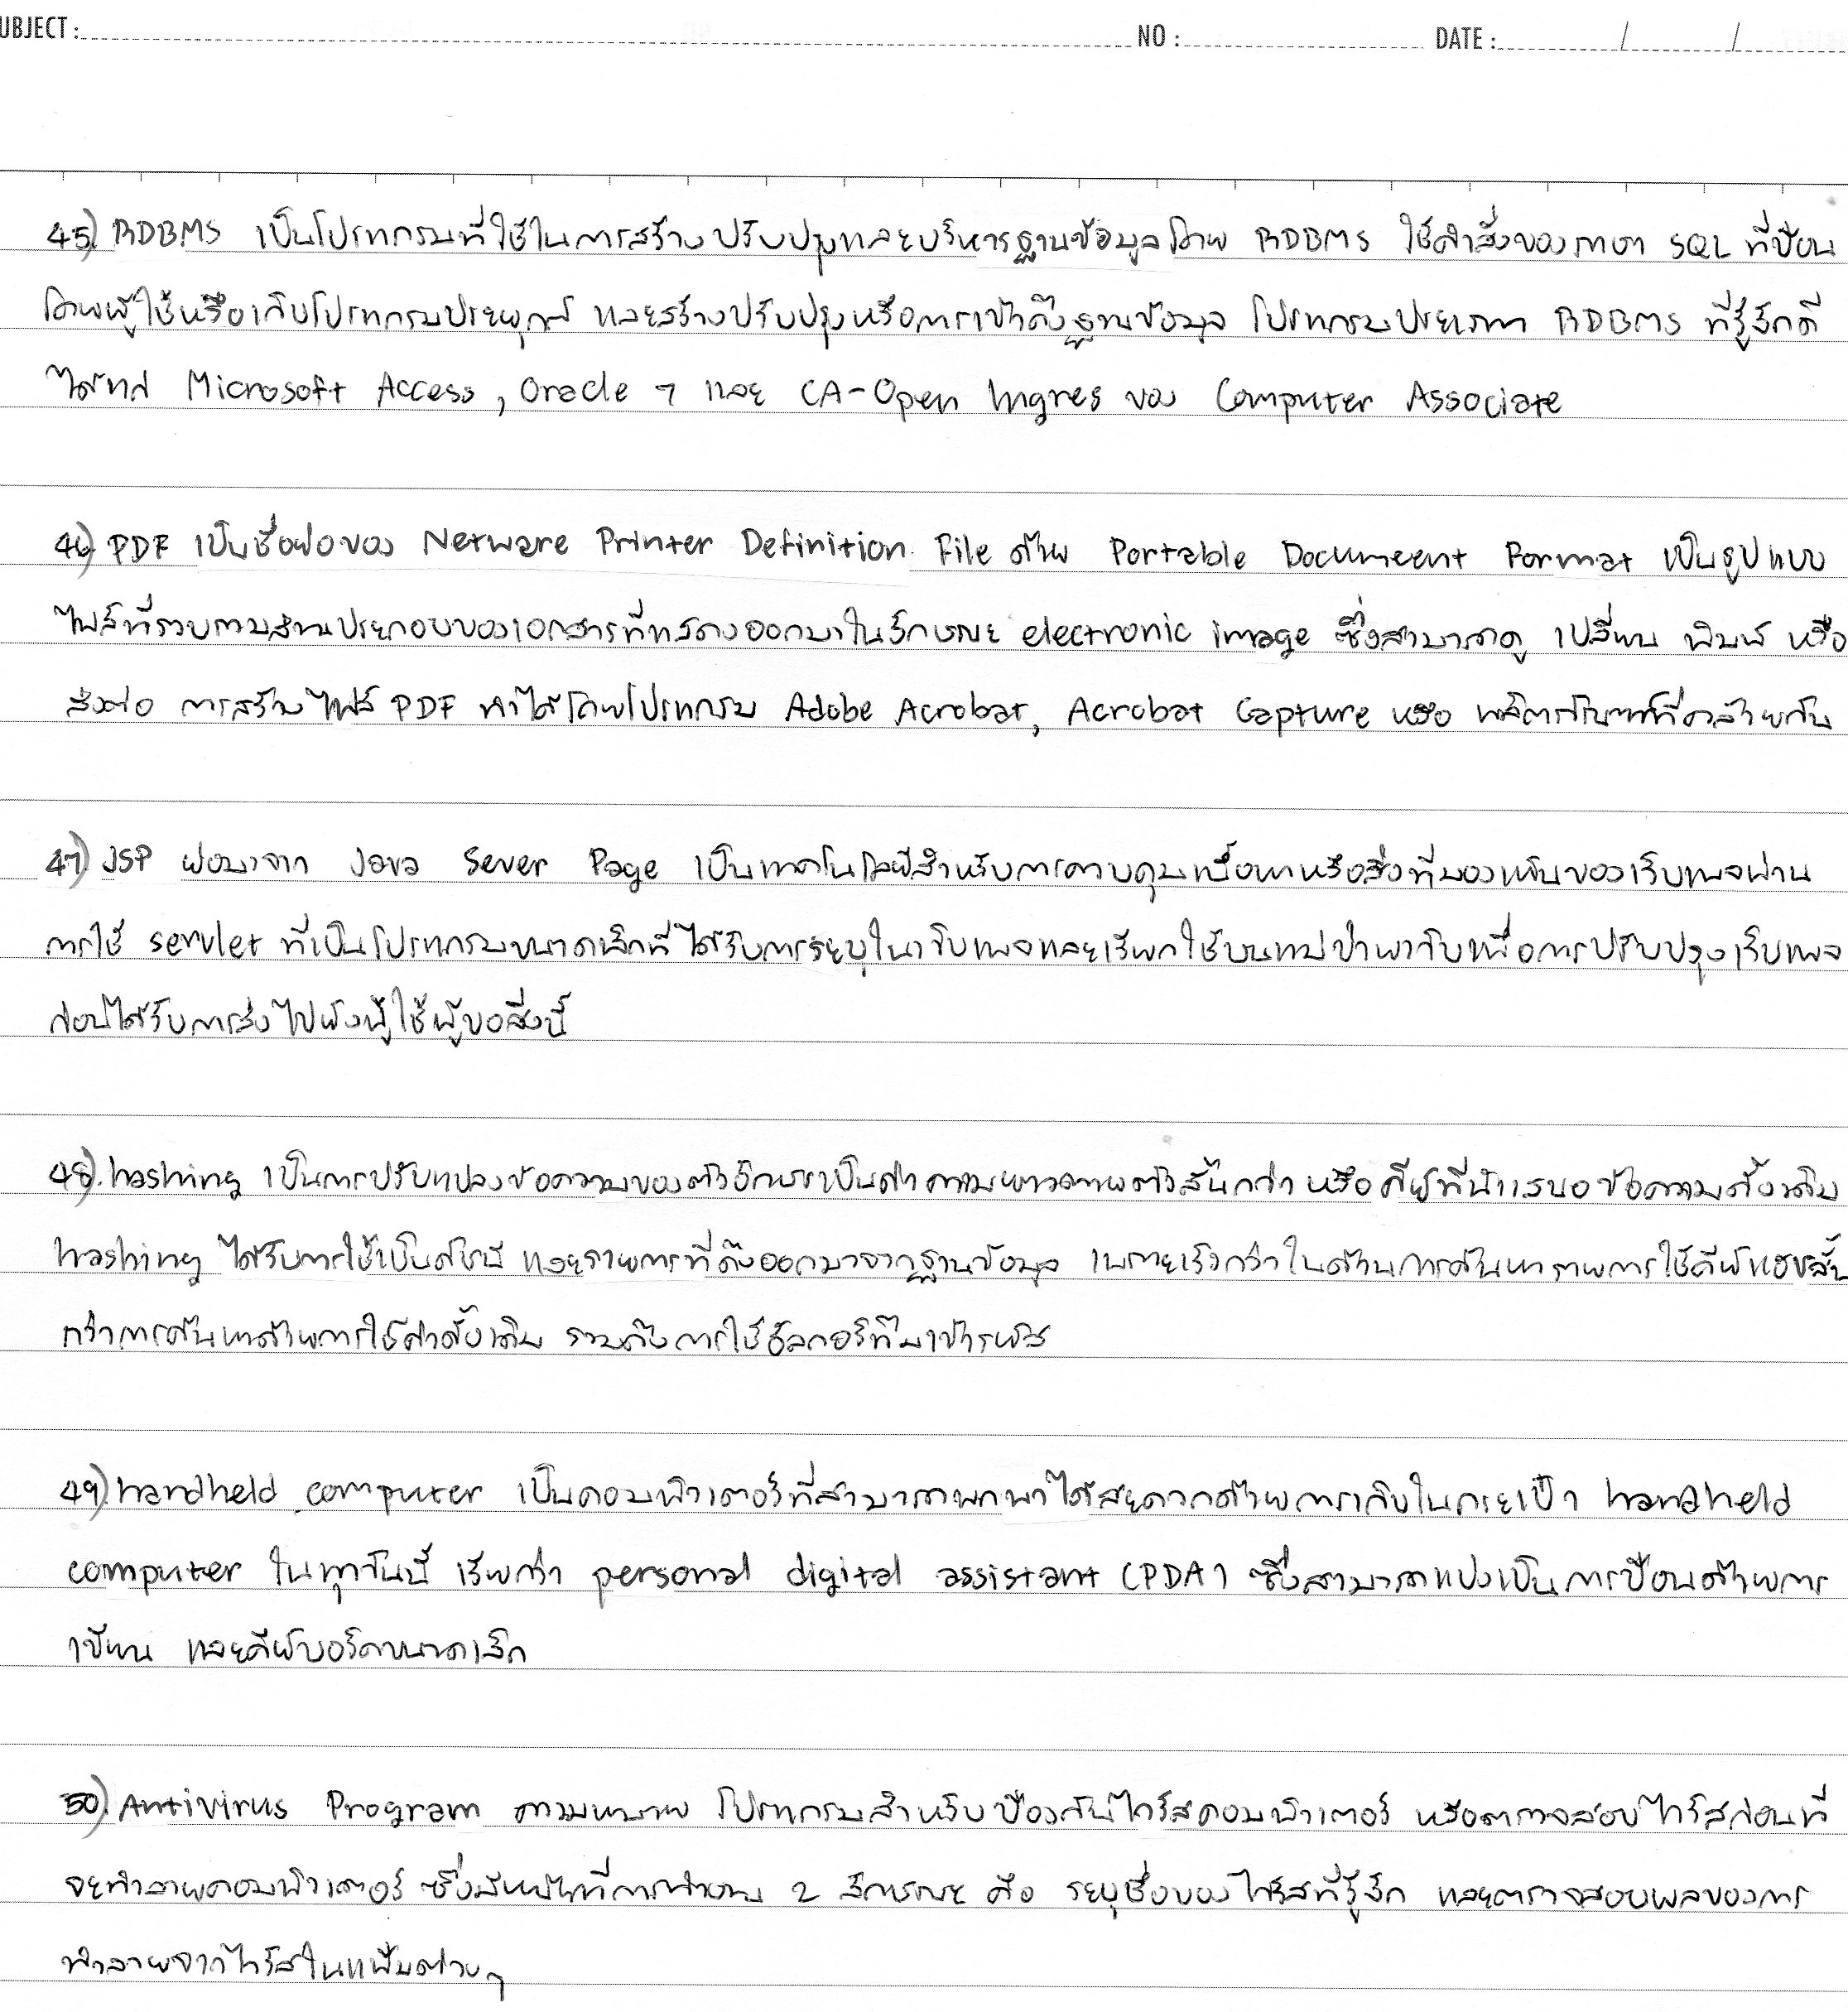 UBJECT : NO : DATE : / /
45) RDBMS เป็นโปรแกรมที่ใช้ในการสร้าง ปรับปรุงและบริหารฐานข้อมูลโดย RDBMS ใช้คำสั่งของภาษา SQL ที่ป้อน
โดยผู้ใช้หรือเก็บโปรแกรมประยุกต์ และสร้างปรับปรุงหรือการเข้าถึงฐานข้อมูล โปรแกรมประเภท RDBMS ที่รู้จักดี
ได้แก่ Microsoft Access, Oracle 7 และ CA-Open Ingres ของ Computer Associate
46) PDF เป็นชื่อย่อของ Netware Printer Definition File ด้วย Portable Document Format เป็นรูปแบบ
ไฟล์ที่รวบรวมส่วนประกอบของเอกสารที่แสดงออกมาในลักษณะ electronic image ซึ่งสามารถดู เปลี่ยน พิมพ์ หรือ
ส่งต่อ การสร้างไฟล์ PDF ทำได้โดยโปรแกรม Adobe Acrobat, Acrobat Capture หรือ ผลิตภัณฑ์ที่คล้ายกัน
47) JSP ย่อมาจาก Java Sever Page เป็นเทคโนโลยีสำหรับการควบคุมเนื้อหาหรือสิ่งที่มองเห็นของเว็บเพจผ่าน
การใช้ servlet ที่เป็นโปรแกรมขนาดเล็กที่ได้รับการระบุในเว็บเพจและเรียกใช้บนแม่ข่ายเว็บเพื่อการปรับปรุงเว็บเพจ
ก่อนได้รับการส่งไปยังผู้ใช้ผู้ขอสิ่งนี้
48) hashing เป็นการปรับแปลงข้อความของตัวอักษรเป็นค่าความยาวคายตัวสั้นกว่า หรือ คีย์ที่นำเสนอข้อความดั้งเดิม
hashing ได้รับการใช้เป็นดัชนี และรายการที่ดึงออกมาจากฐานข้อมูล เพราะเร็วกว่าในด้านการค้นหารายการใช้คีย์แฮชสั้น
กว่าการค้นหาด้วยการใช้ค่าดั้งเดิม รวมถึงการใช้อัลกอริทึมเข้ารหัส
49) handheld computer เป็นคอมพิวเตอร์ที่สามารถพกพาได้สะดวกด้วยการเก็บในกระเป๋า handheld
computer ในทุกวันนี้ เรียกว่า personal digital assistant (PDA) ซึ่งสามารถแบ่งเป็นการป้อนด้วยการ
เขียน และคีย์บอร์ดขนาดเล็ก
50) Antivirus Program ความหมาย โปรแกรมสำหรับป้องกันไวรัสคอมพิวเตอร์ หรือตรวจสอบไวรัสก่อนที่
จะทำลายคอมพิวเตอร์ ซึ่งมีหน้าที่การทำงาน 2 ลักษณะ คือ ระบุชื่อของไวรัสที่รู้จัก และตรวจสอบผลของการ
ทำลายจากไวรัสในแฟ้มต่างๆ